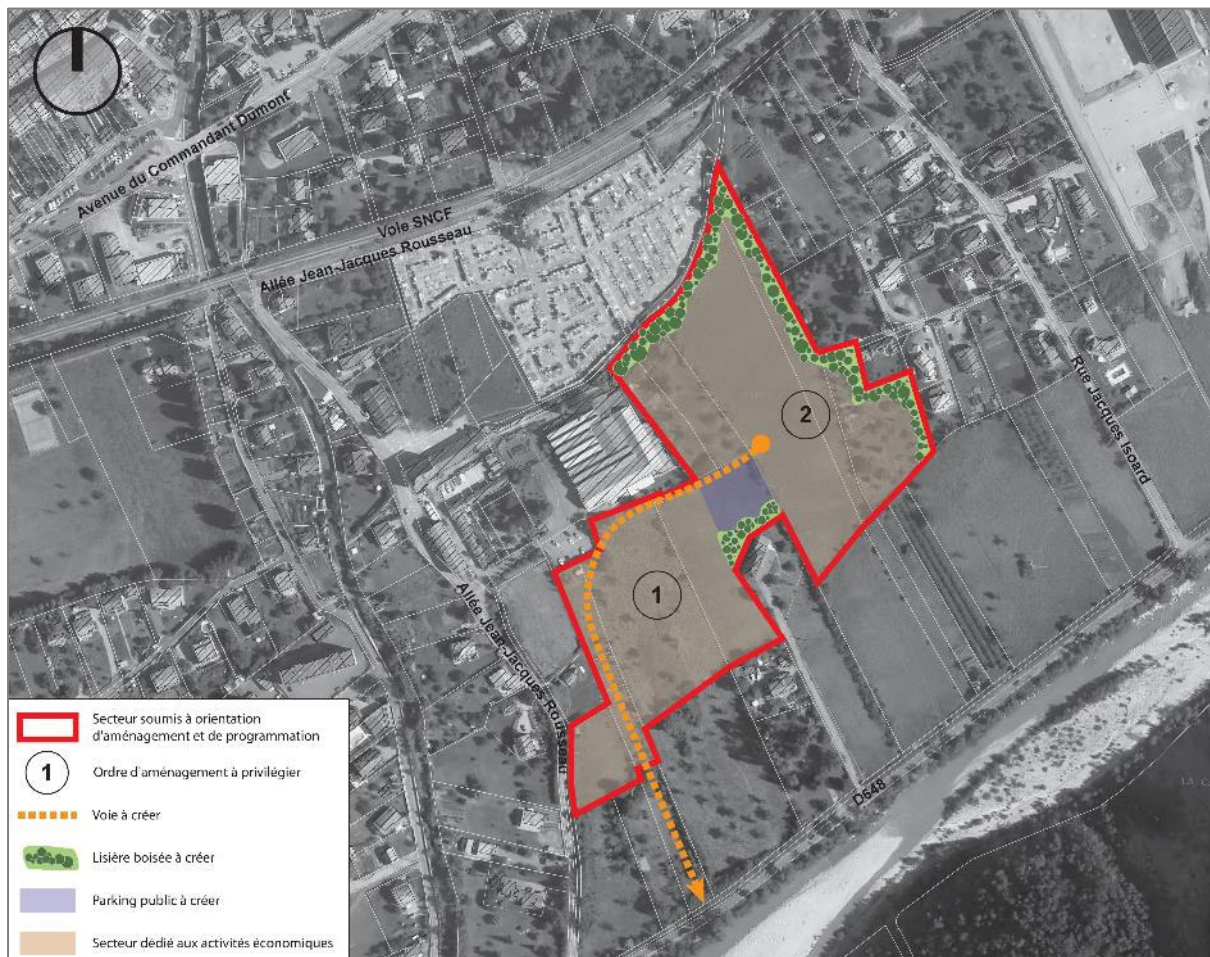 Avenue du Commandant Dumont
Voie SNCF
Allée Jean-Jacques Rousseau
2
Rue Jacques Isoard
1
Allée Jean-Jacques Rousseau
D648
Secteur soumis à orientation
d'aménagement et de programmation
1
Ordre d'aménagement à privilégier
Voie à créer
Lisière boisée à créer
Parking public à créer
Secteur dédié aux activités économiques